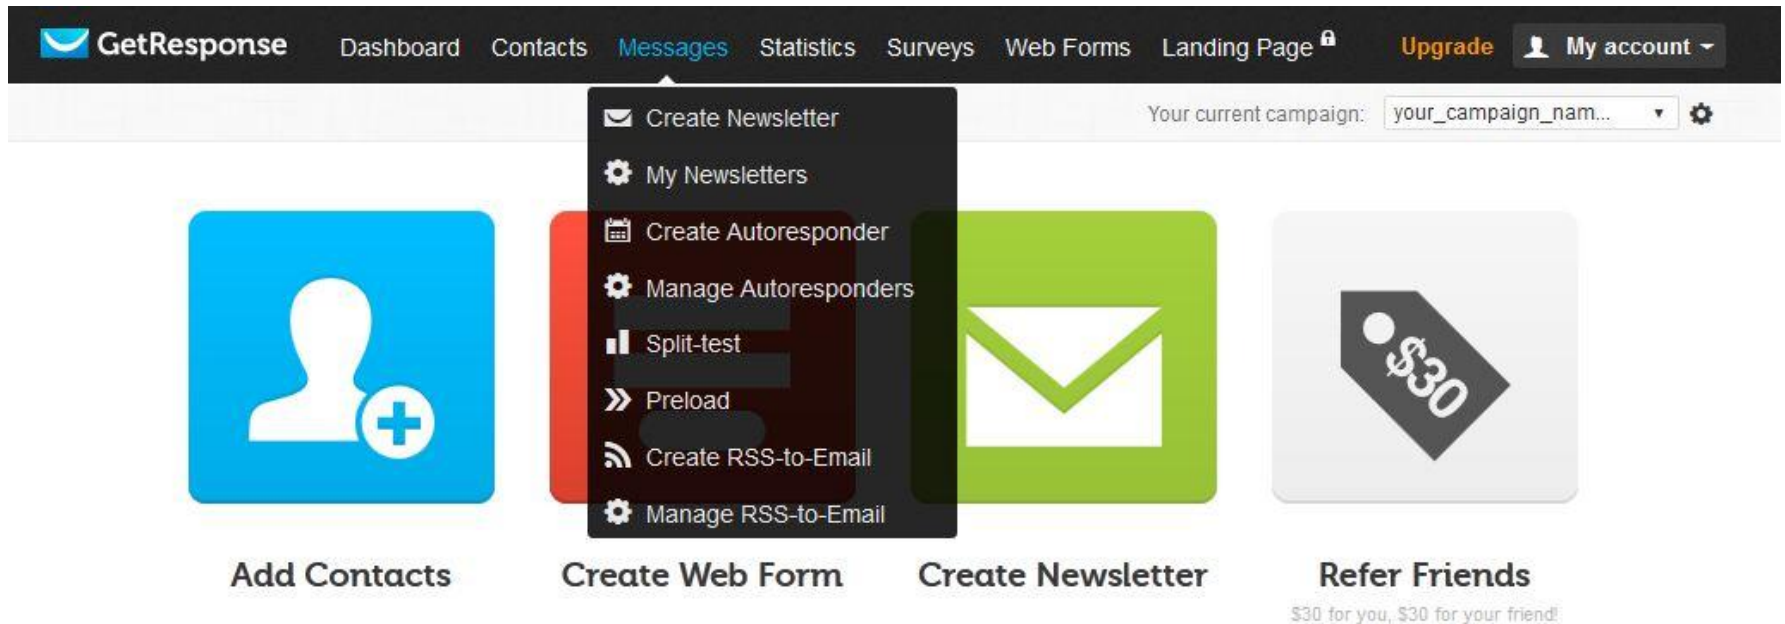 GetResponse Dashboard Contacts Messages Statistics Surveys Web Forms Landing Page Upgrade My account
Your current campaign: your_campaign_nam...
Create Newsletter
My Newsletters
Create Autoresponder
Manage Autoresponders
Split-test
Preload
Create RSS-to-Email
Manage RSS-to-Email
$30
Add Contacts Create Web Form Create Newsletter Refer Friends
$30 for you, $30 for your friend!